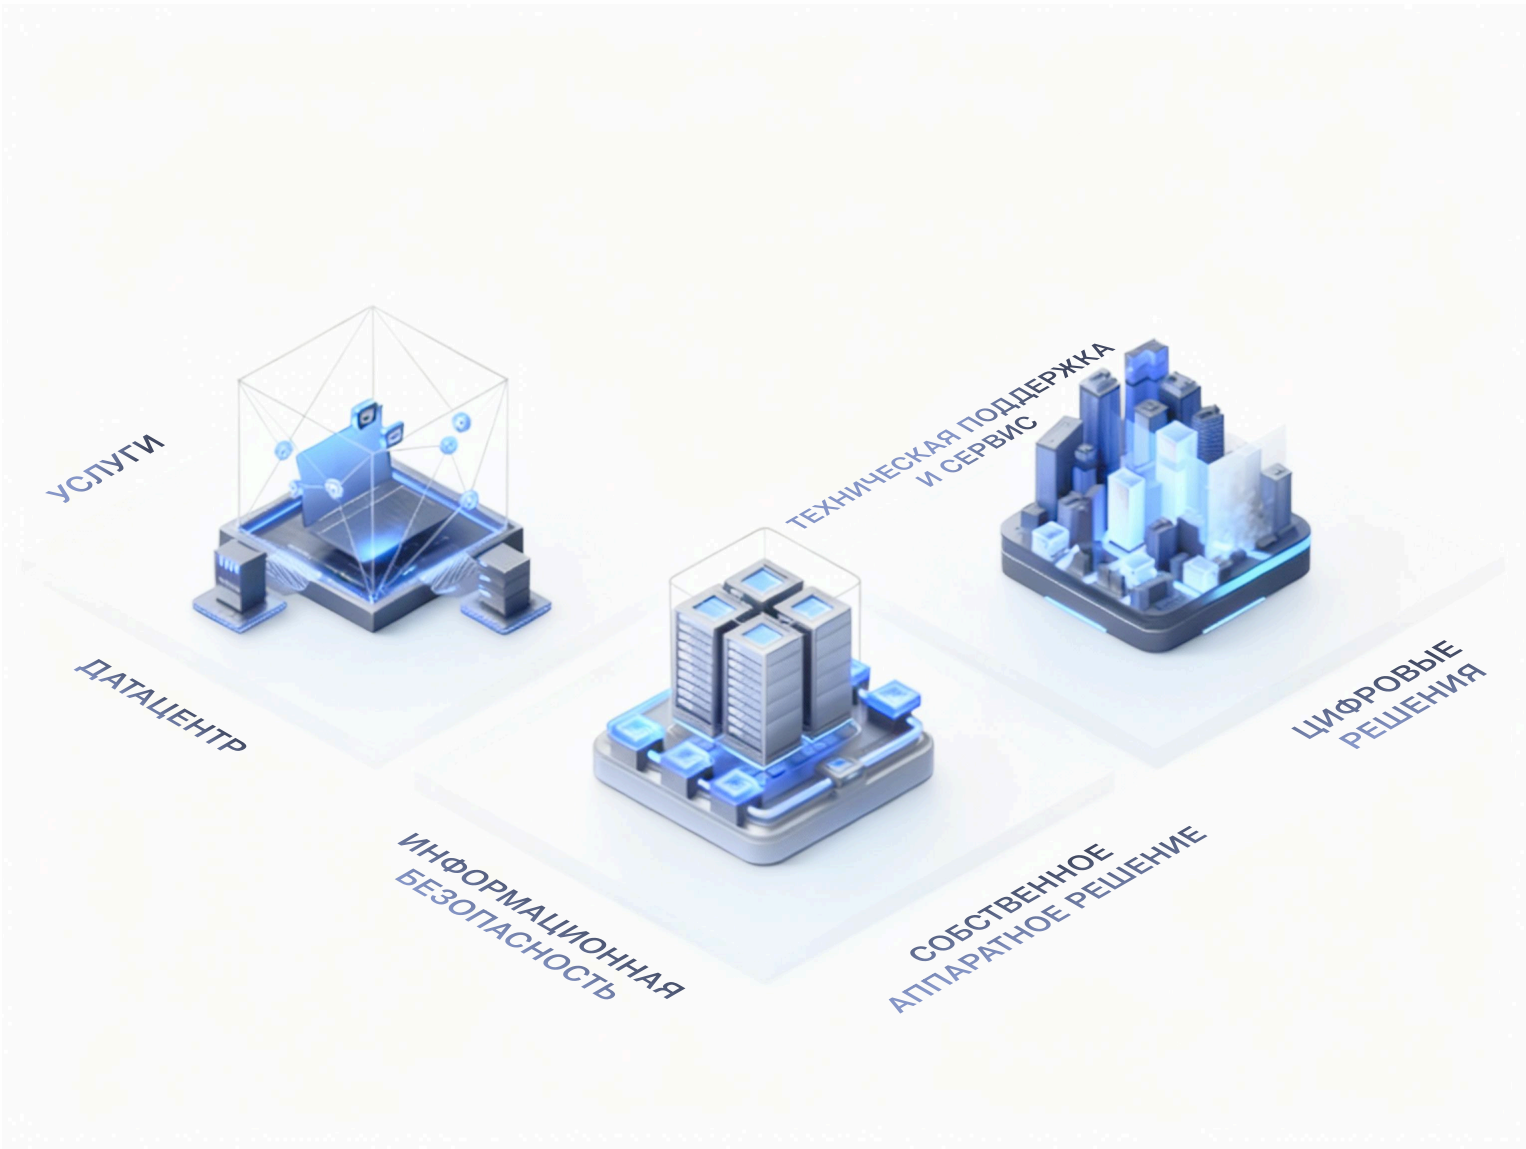 УСЛУГИ
ДАТАЦЕНТР
ИНФОРМАЦИОННАЯ
БЕЗОПАСНОСТЬ
ТЕХНИЧЕСКАЯ ПОДДЕРЖКА
И СЕРВИС
СОБСТВЕННОЕ
АППАРАТНОЕ РЕШЕНИЕ
ЦИФРОВЫЕ
РЕШЕНИЯ